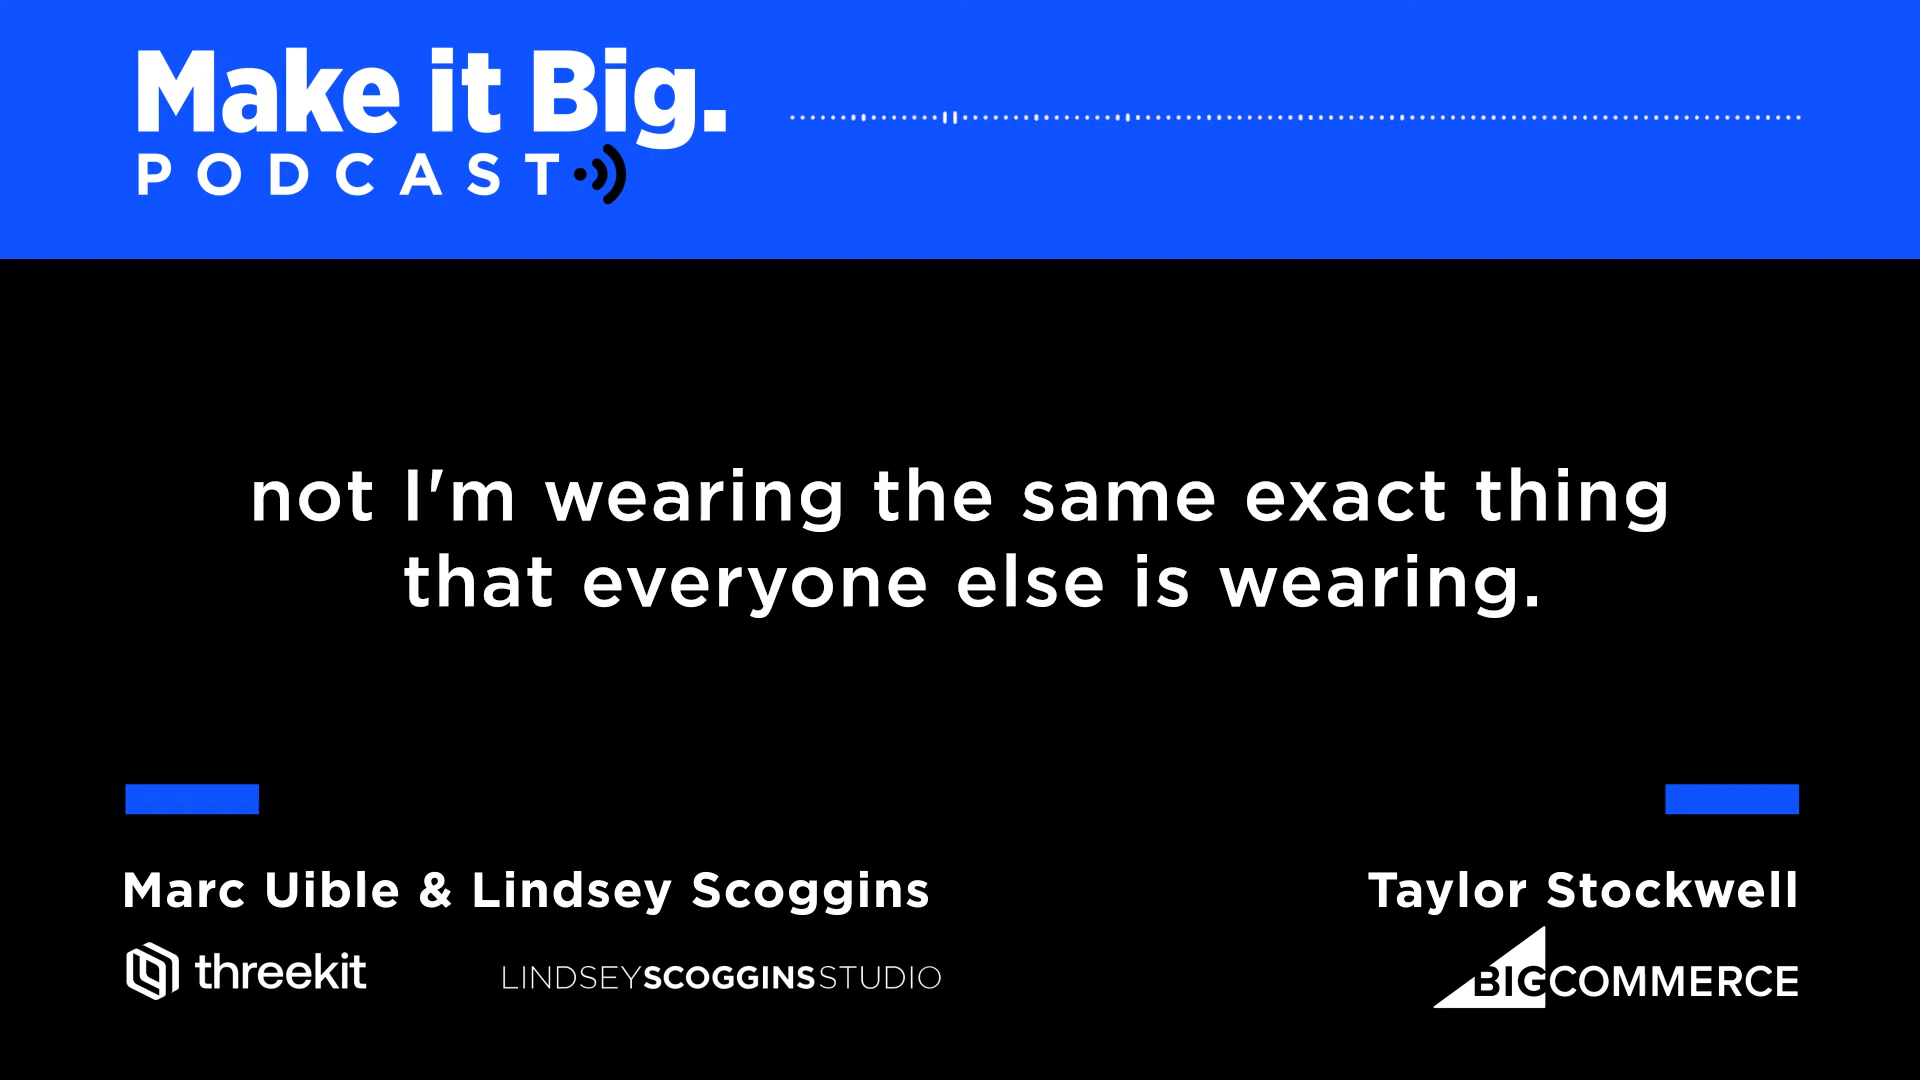 Make it Big.
PODCAST
not I'm wearing the same exact thing
that everyone else is wearing.
Marc Uible & Lindsey Scoggins
threekit
LINDSEYSCOGGINSSTUDIO
Taylor Stockwell
BIGCOMMERCE